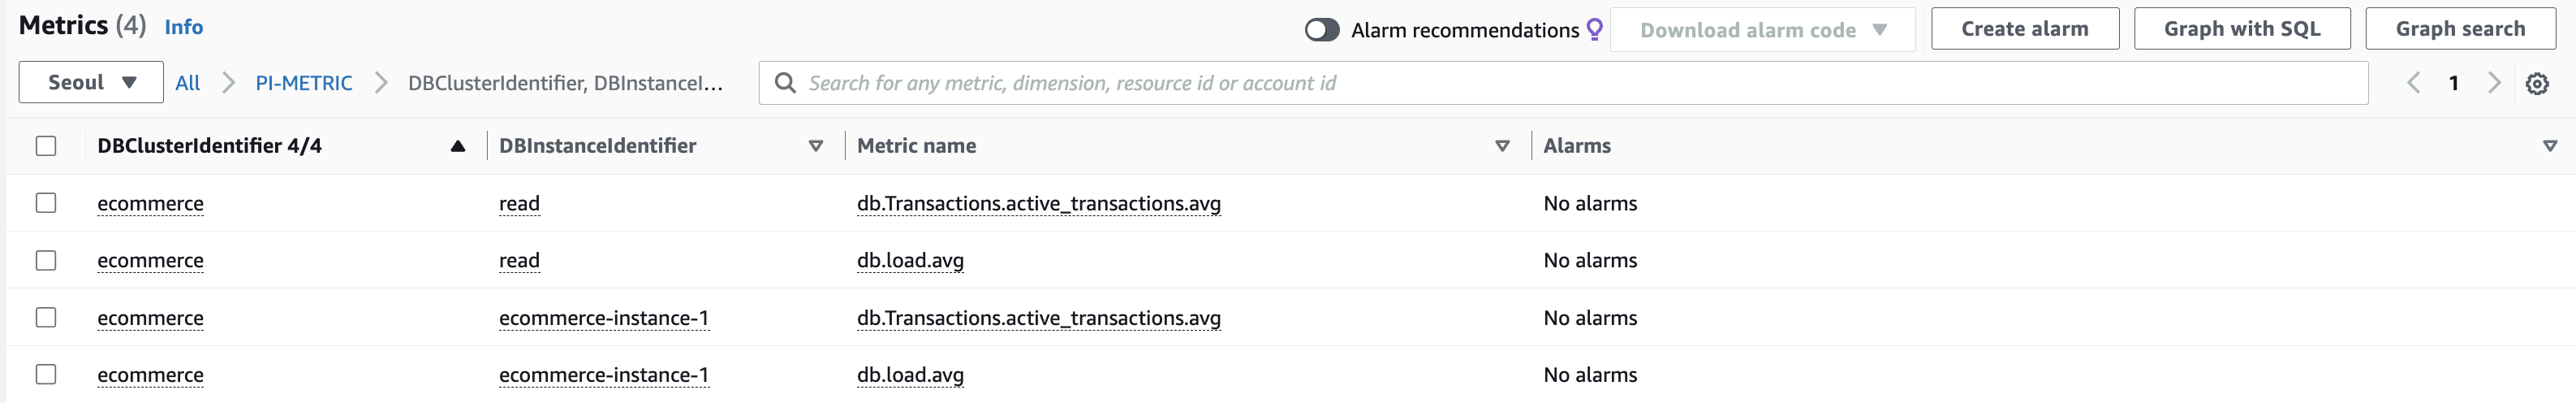 Metrics (4) Info Alarm recommendations Download alarm code Create alarm Graph with SQL Graph search
Seoul All PI-METRIC DBClusterIdentifier, DBInstanceI... Search for any metric, dimension, resource id or account id 1
DBClusterIdentifier 4/4 DBInstanceIdentifier Metric name Alarms
ecommerce read db.Transactions.active_transactions.avg No alarms
ecommerce read db.load.avg No alarms
ecommerce ecommerce-instance-1 db.Transactions.active_transactions.avg No alarms
ecommerce ecommerce-instance-1 db.load.avg No alarms